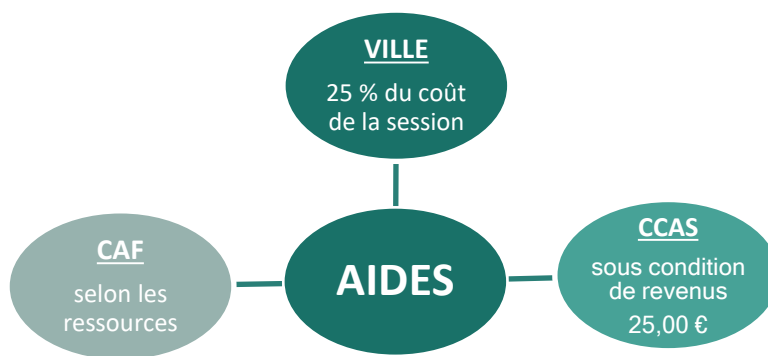 VILLE
25 % du coût
de la session
CAF
selon les
ressources
AIDES
CCAS
sous condition
de revenus
25,00 €